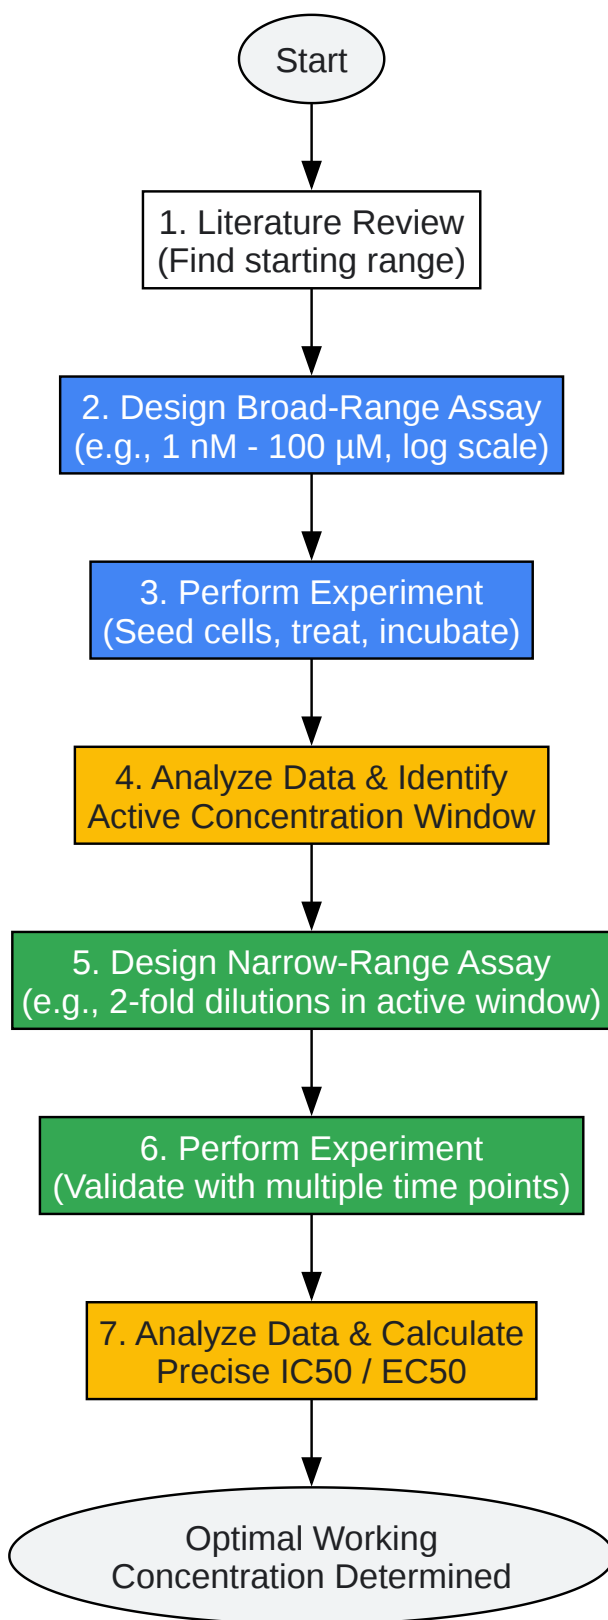 Start
1. Literature Review
(Find starting range)
2. Design Broad-Range Assay
(e.g., 1 nM - 100 µM, log scale)
3. Perform Experiment
(Seed cells, treat, incubate)
4. Analyze Data & Identify
Active Concentration Window
5. Design Narrow-Range Assay
(e.g., 2-fold dilutions in active window)
6. Perform Experiment
(Validate with multiple time points)
7. Analyze Data & Calculate
Precise IC50 / EC50
Optimal Working
Concentration Determined